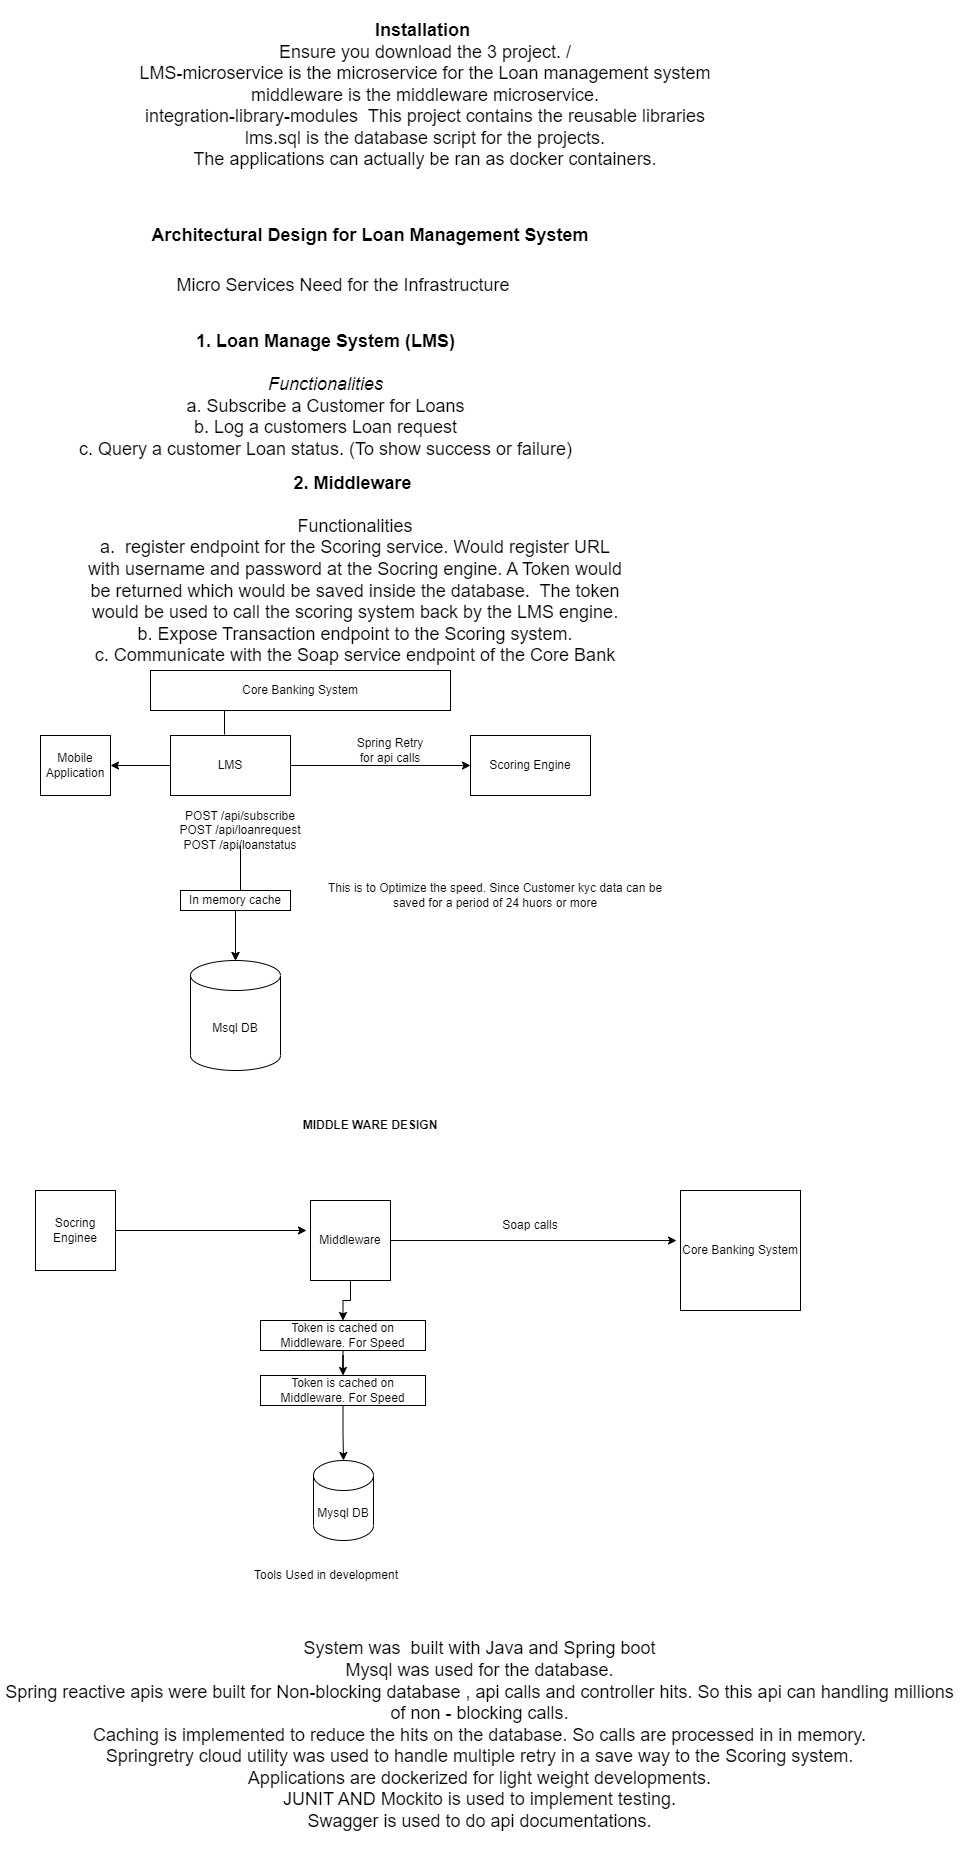 Installation
Ensure you download the 3 project. /
LMS-microservice is the microservice for the Loan management system
middleware is the middleware microservice.
integration-library-modules  This project contains the reusable libraries
lms.sql is the database script for the projects.
The applications can actually be ran as docker containers.
Architectural Design for Loan Management System
Micro Services Need for the Infrastructure
1. Loan Manage System (LMS)
Functionalities
a. Subscribe a Customer for Loans
b. Log a customers Loan request
c. Query a customer Loan status. (To show success or failure)
2. Middleware
Functionalities
a.  register endpoint for the Scoring service. Would register URL
with username and password at the Socring engine. A Token would
be returned which would be saved inside the database.  The token
would be used to call the scoring system back by the LMS engine.
b. Expose Transaction endpoint to the Scoring system.
c. Communicate with the Soap service endpoint of the Core Bank
Core Banking System
Mobile
Application
LMS
Spring Retry
for api calls
Scoring Engine
POST /api/subscribe
POST /api/loanrequest
POST /api/loanstatus
In memory cache
This is to Optimize the speed. Since Customer kyc data can be
saved for a period of 24 huors or more
Msql DB
MIDDLE WARE DESIGN
Socring
Enginee
Middleware
Soap calls
Core Banking System
Token is cached on
Middleware. For Speed
Token is cached on
Middleware. For Speed
Mysql DB
Tools Used in development
System was  built with Java and Spring boot
Mysql was used for the database.
Spring reactive apis were built for Non-blocking database , api calls and controller hits. So this api can handling millions
of non - blocking calls.
Caching is implemented to reduce the hits on the database. So calls are processed in in memory.
Springretry cloud utility was used to handle multiple retry in a save way to the Scoring system.
Applications are dockerized for light weight developments.
JUNIT AND Mockito is used to implement testing.
Swagger is used to do api documentations.